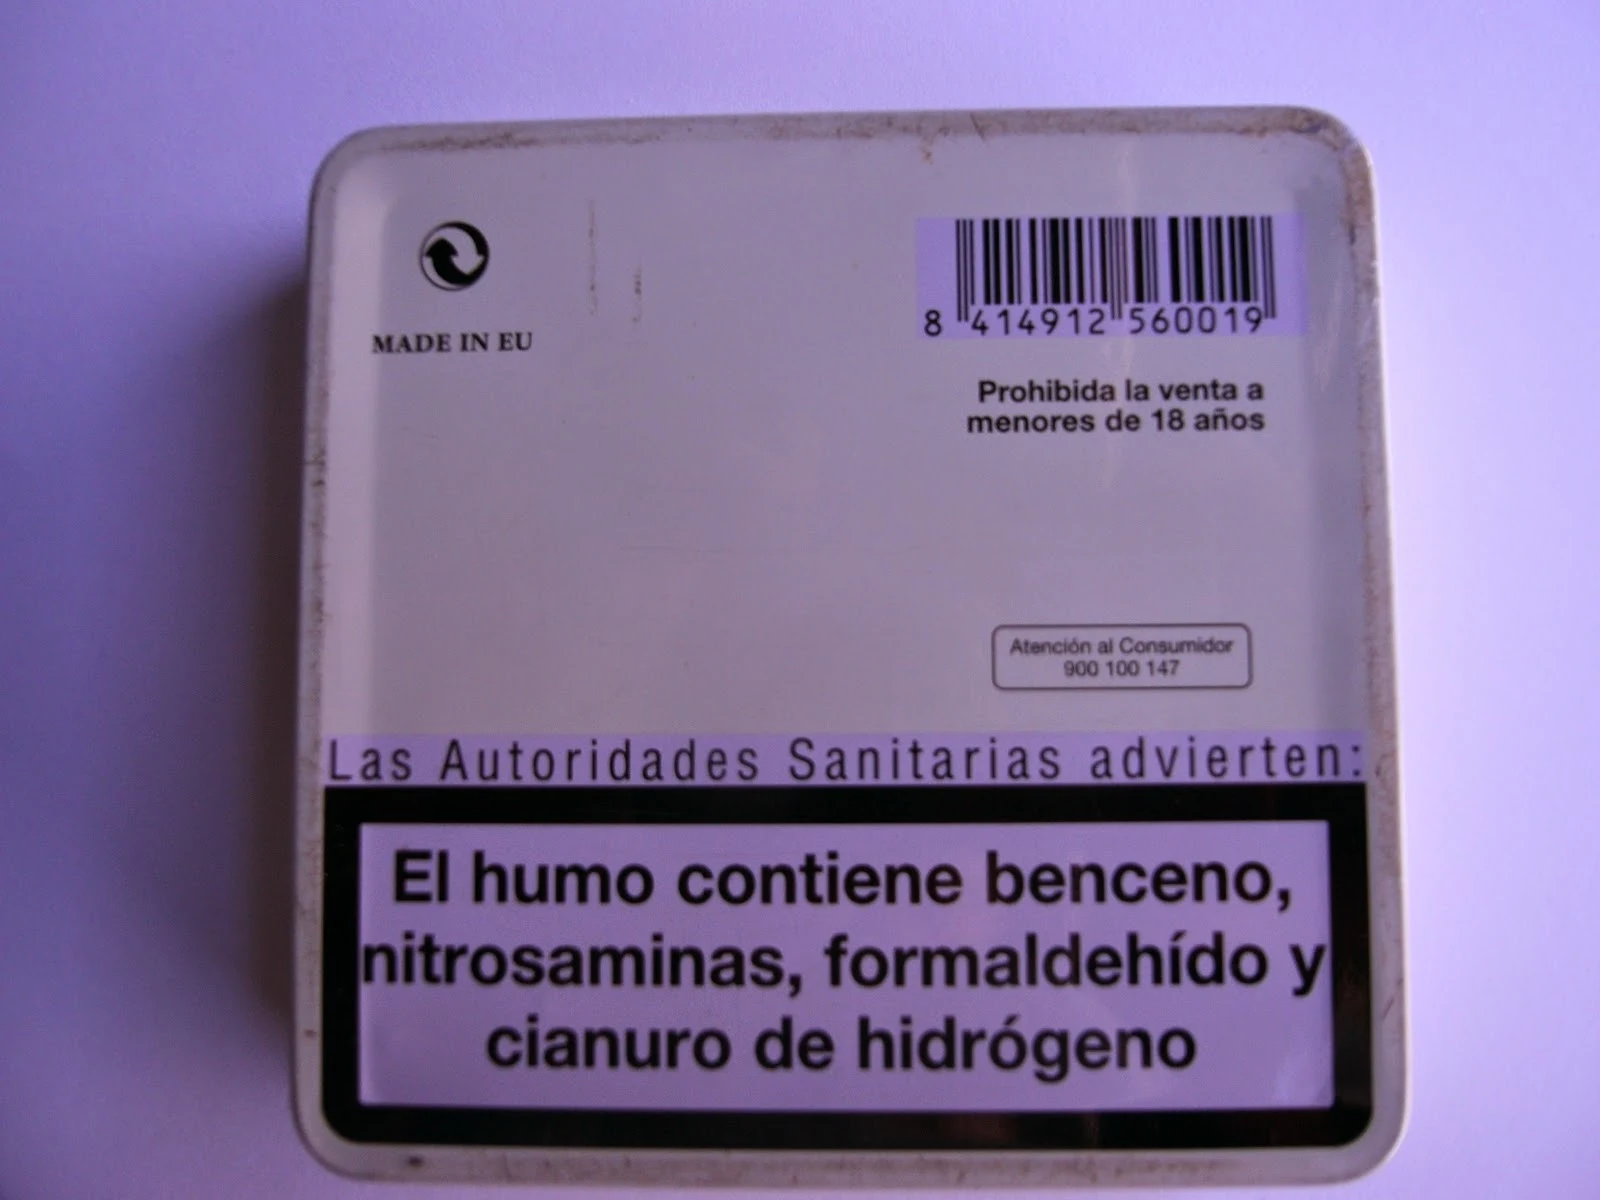 MADE IN EU
8 414912 560019
Prohibida la venta a
menores de 18 años
Atención al Consumidor
900 100 147
Las Autoridades Sanitarias advierten:
El humo contiene benceno,
nitrosaminas, formaldehído y
cianuro de hidrógeno